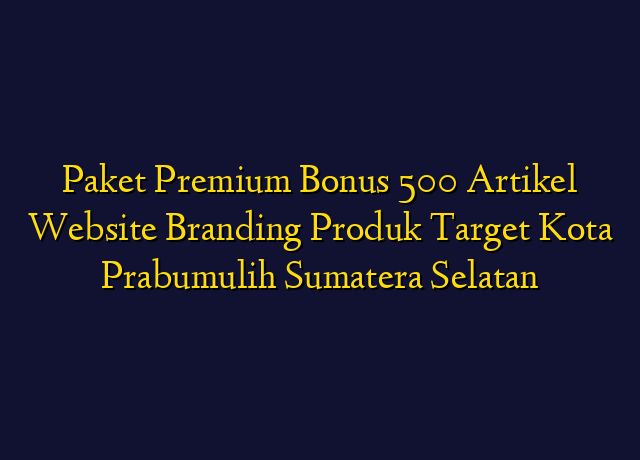 Paket Premium Bonus 500 Artikel
Website Branding Produk Target Kota
Prabumulih Sumatera Selatan